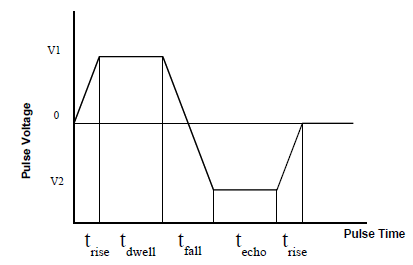 V1
0
V2
Pulse Voltage
Pulse Time
t rise t dwell t fall t echo t rise